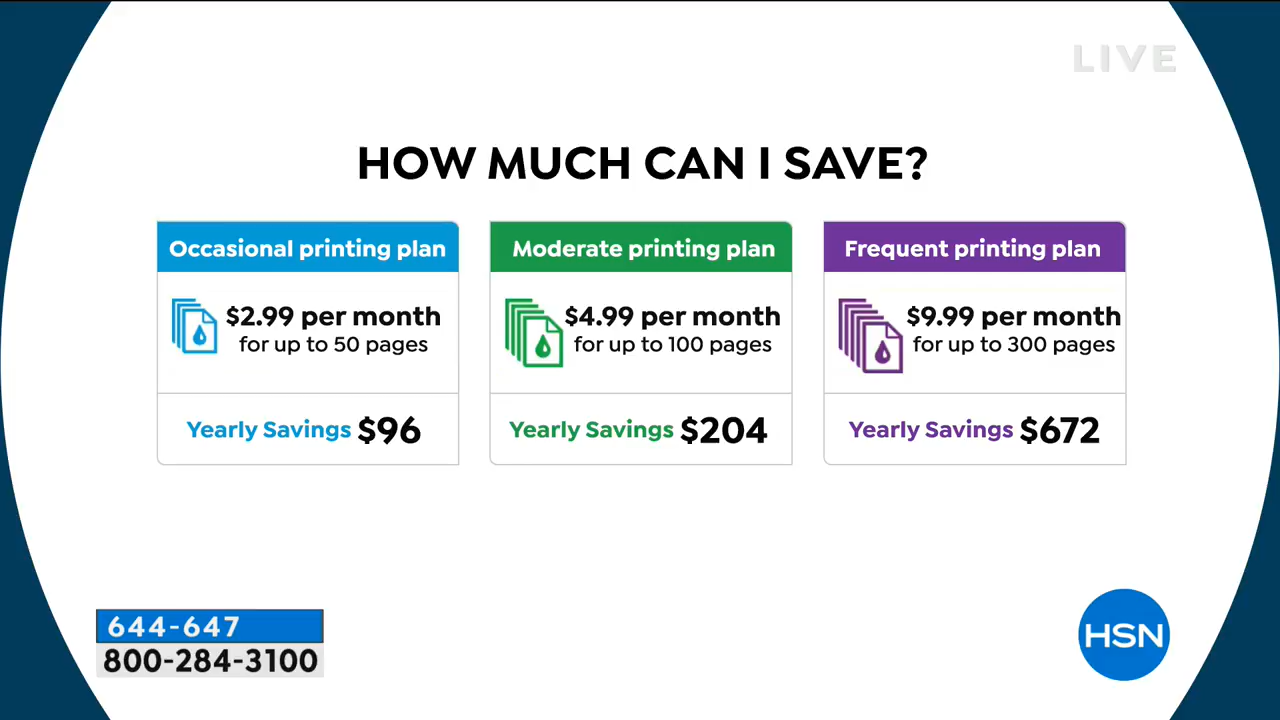 LIVE
HOW MUCH CAN I SAVE?
Occasional printing plan
$2.99 per month
for up to 50 pages
Yearly Savings $96
Moderate printing plan
$4.99 per month
for up to 100 pages
Yearly Savings $204
Frequent printing plan
$9.99 per month
for up to 300 pages
Yearly Savings $672
644-647
800-284-3100
HSN